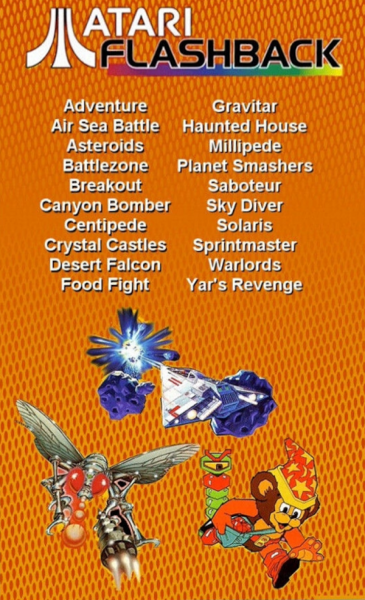 ATARI
FLASHBACK
Adventure
Air Sea Battle
Asteroids
Battlezone
Breakout
Canyon Bomber
Centipede
Crystal Castles
Desert Falcon
Food Fight
Gravitar
Haunted House
Millipede
Planet Smashers
Saboteur
Sky Diver
Solaris
Sprintmaster
Warlords
Yar's Revenge